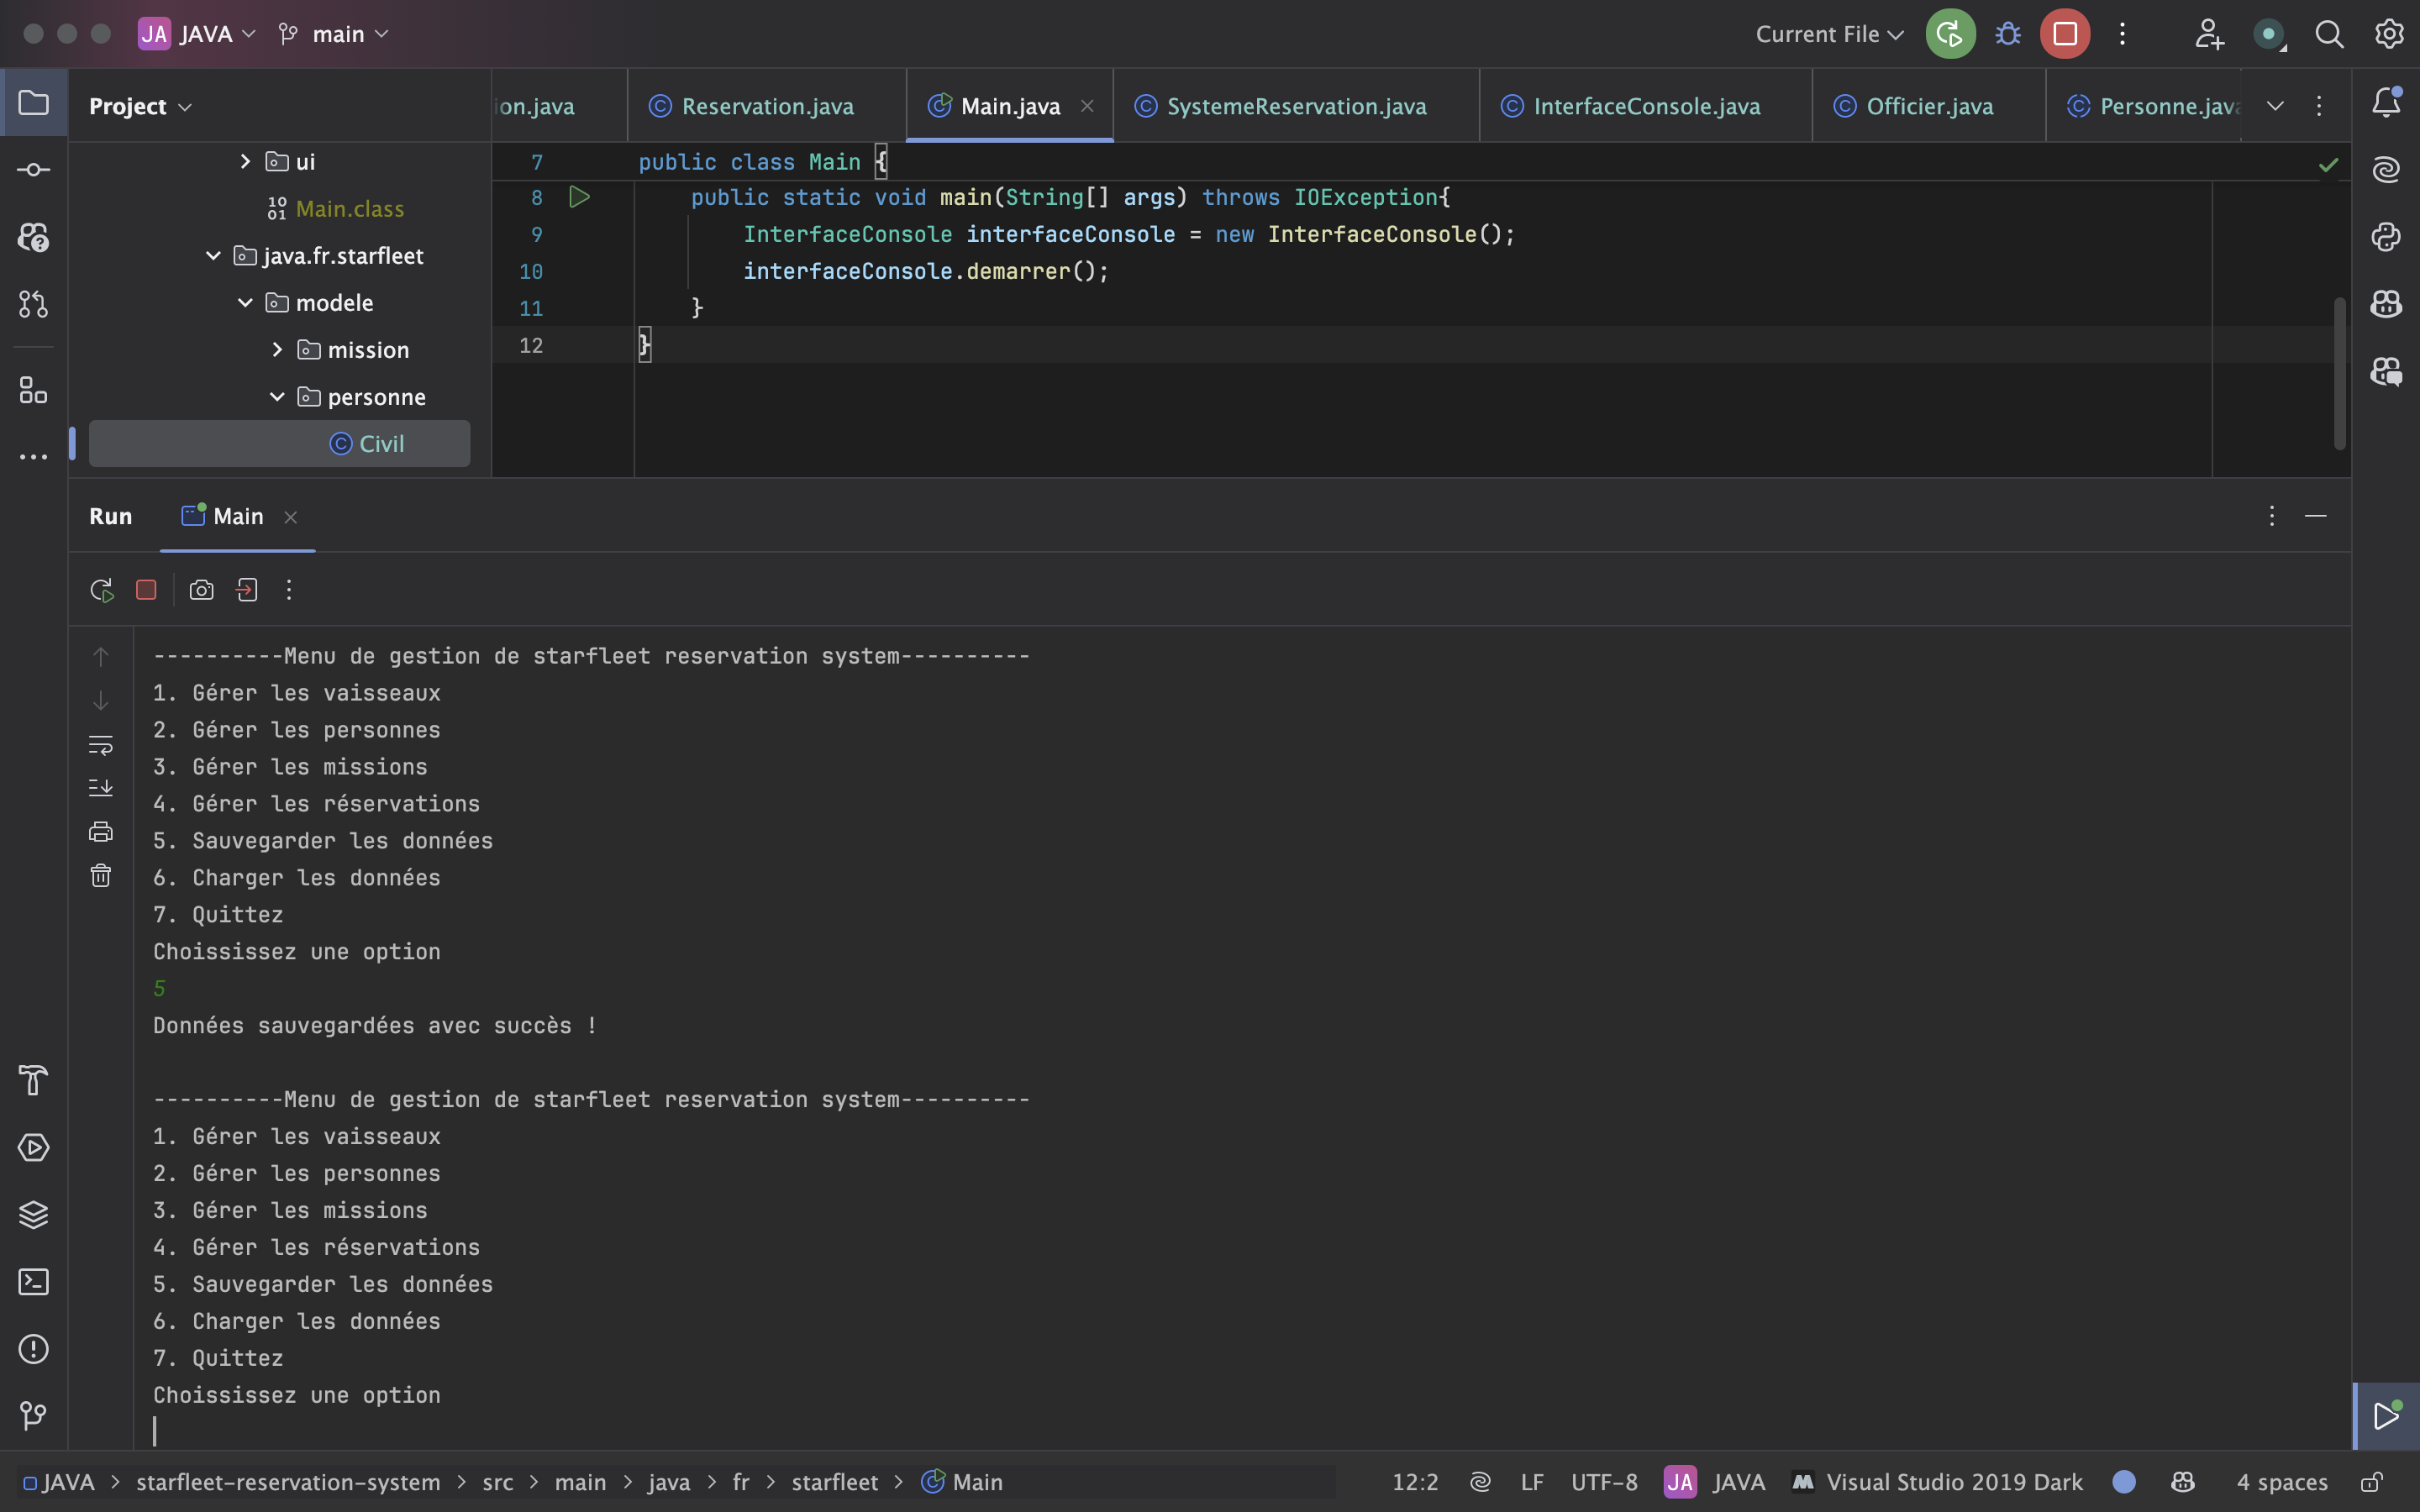 JA JAVA main Current File
Project
ion.java Reservation.java Main.java SystemeReservation.java InterfaceConsole.java Officier.java Personne.java
ui
Main.class
java.fr.starfleet
modele
mission
personne
Civil
7 public class Main {
8 public static void main(String[] args) throws IOException{
9 InterfaceConsole interfaceConsole = new InterfaceConsole();
10 interfaceConsole.demarrer();
11 }
12 }
Run Main
----------Menu de gestion de starfleet reservation system----------
1. Gérer les vaisseaux
2. Gérer les personnes
3. Gérer les missions
4. Gérer les réservations
5. Sauvegarder les données
6. Charger les données
7. Quittez
Choississez une option
5
Données sauvegardées avec succès !
----------Menu de gestion de starfleet reservation system----------
1. Gérer les vaisseaux
2. Gérer les personnes
3. Gérer les missions
4. Gérer les réservations
5. Sauvegarder les données
6. Charger les données
7. Quittez
Choississez une option
JAVA > starfleet-reservation-system > src > main > java > fr > starfleet > Main 12:2 LF UTF-8 JA JAVA Visual Studio 2019 Dark 4 spaces